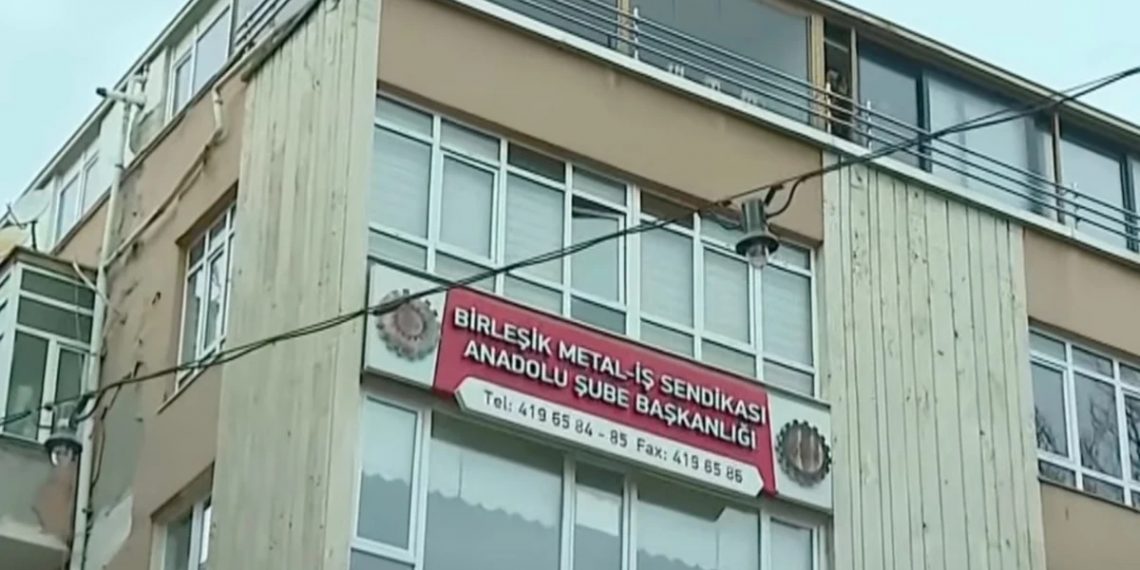 BİRLEŞİK METAL-İŞ SENDİKASI
ANADOLU ŞUBE BAŞKANLIĞI
Tel: 419 65 84 - 85 Fax: 419 65 86